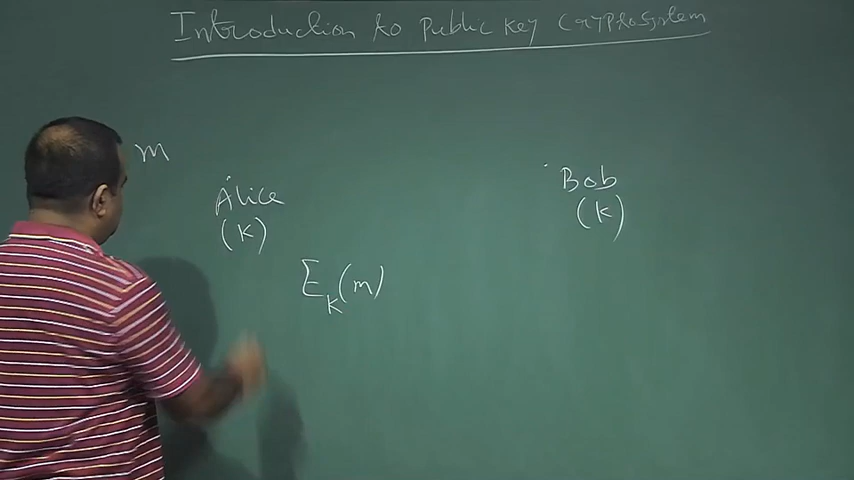 Introduction to Public Key Cryptosystem
m
Alice Bob
(K) (K)
E_K(m)